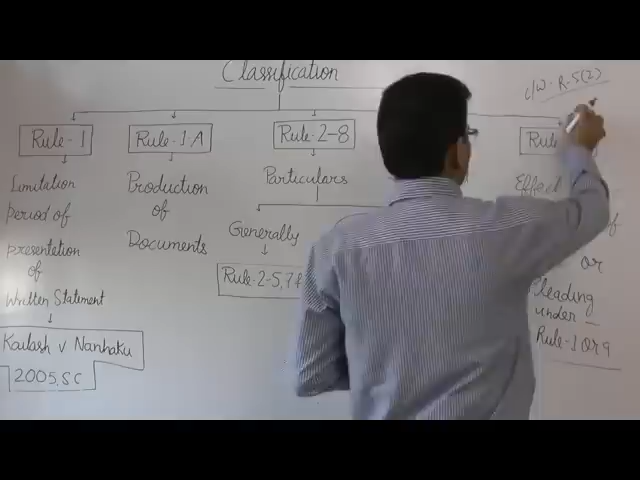 Classification
c/w. R-5(2)
Rule-1
Rule-1A
Rule-2-8
Rule
Limitation
period of
presentation
of
Written Statement
Kailash v Nanhaku
2005, SC
Production
of
Documents
Particulars
Generally
Rule-2-5,7&
Effect
of
or
Pleading
under
Rule-1 or 9